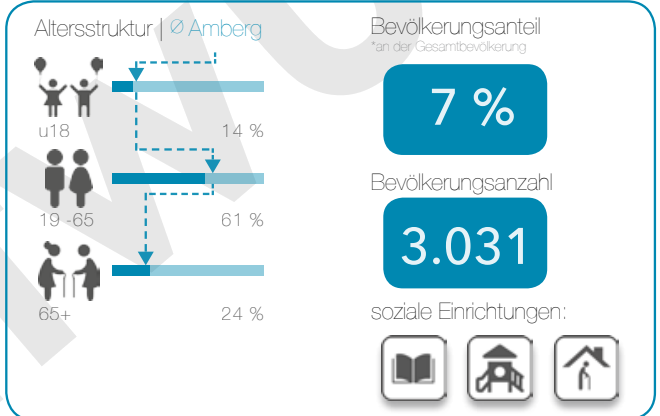 Altersstruktur | Ø Amberg
u18
14 %
19 -65
61 %
65+
24 %
Bevölkerungsanteil
*an der Gesamtbevölkerung
7 %
Bevölkerungsanzahl
3.031
soziale Einrichtungen: